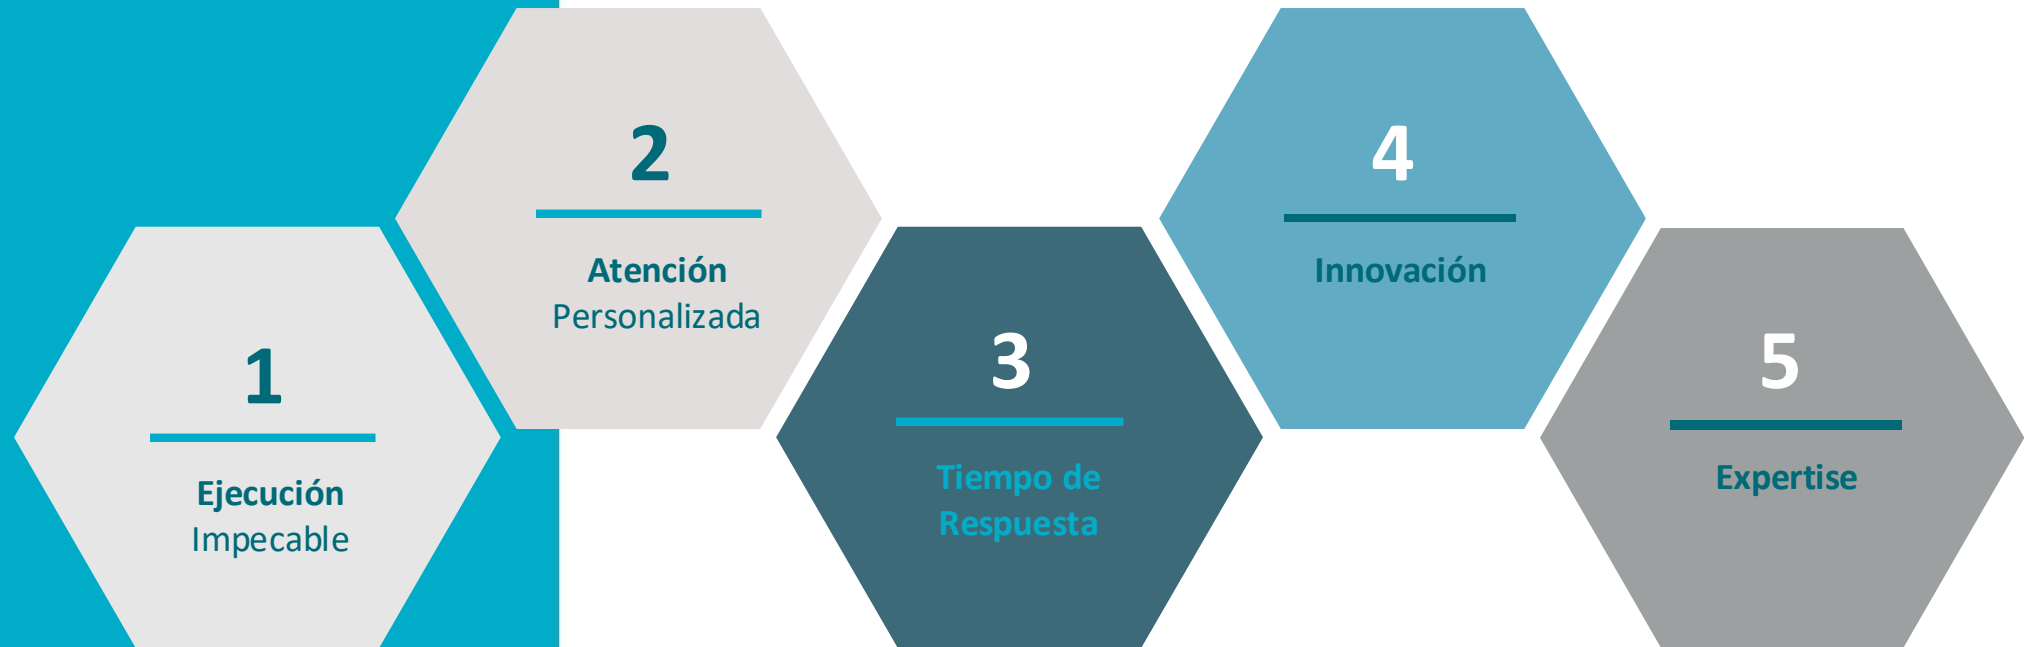 1
Ejecución
Impecable
2
Atención
Personalizada
3
Tiempo de
Respuesta
4
Innovación
5
Expertise